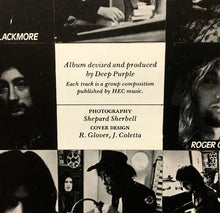 LACKMORE
Album devised and produced
by Deep Purple
Each track is a group composition
published by HEC music.
PHOTOGRAPHY
Shepard Sherbell
COVER DESIGN
R. Glover, J. Coletta
ROGER G